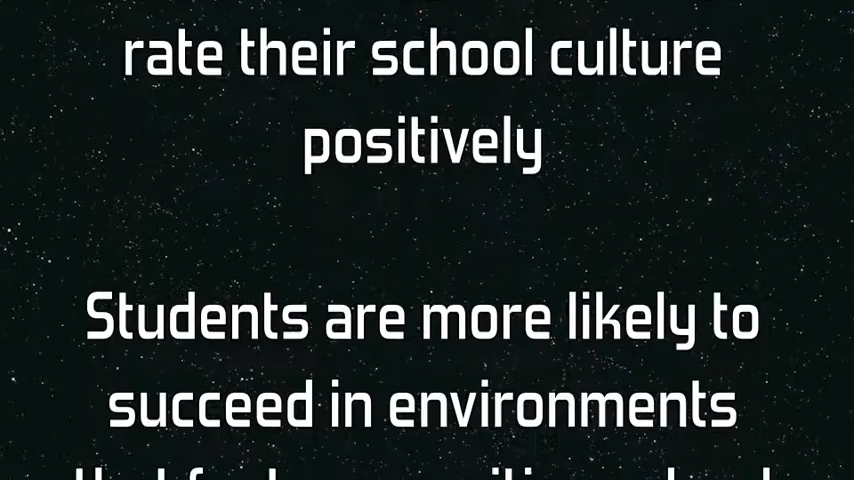 rate their school culture
positively
Students are more likely to
succeed in environments